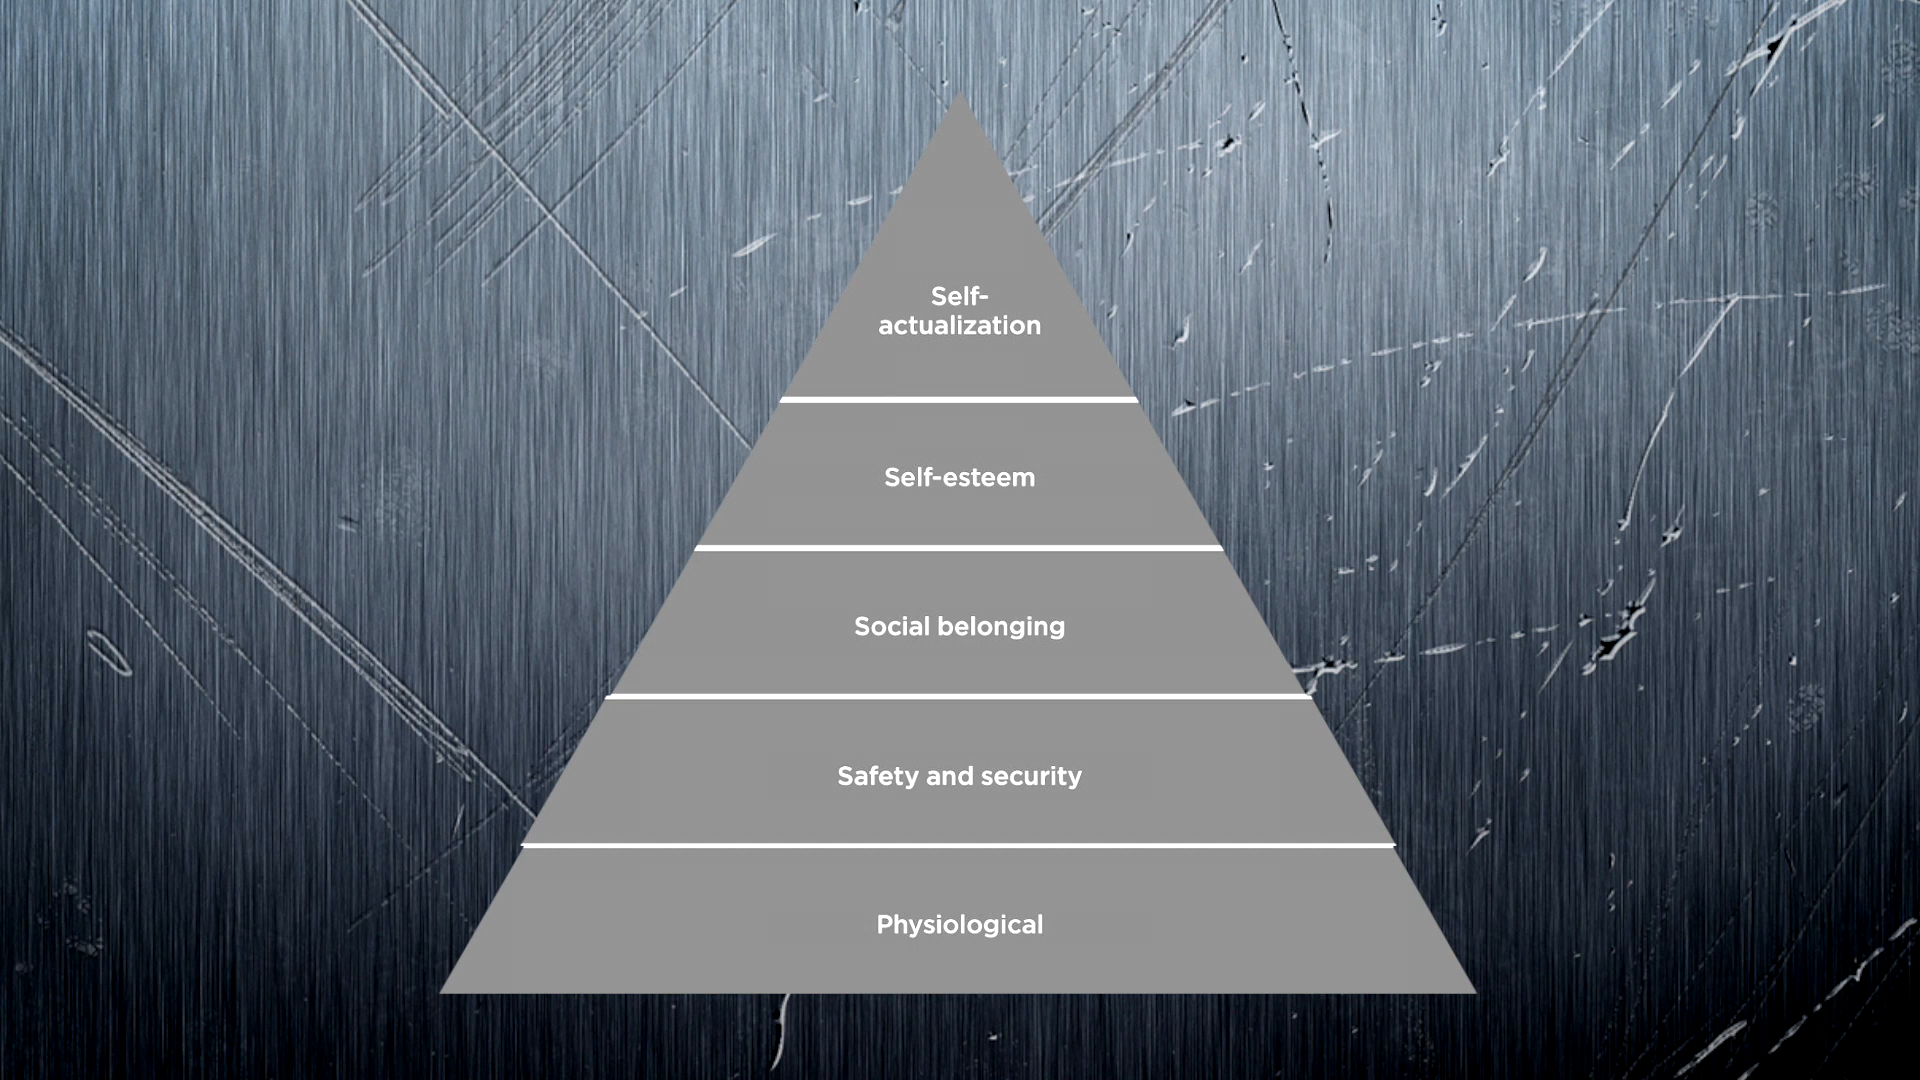 Self-
actualization
Self-esteem
Social belonging
Safety and security
Physiological